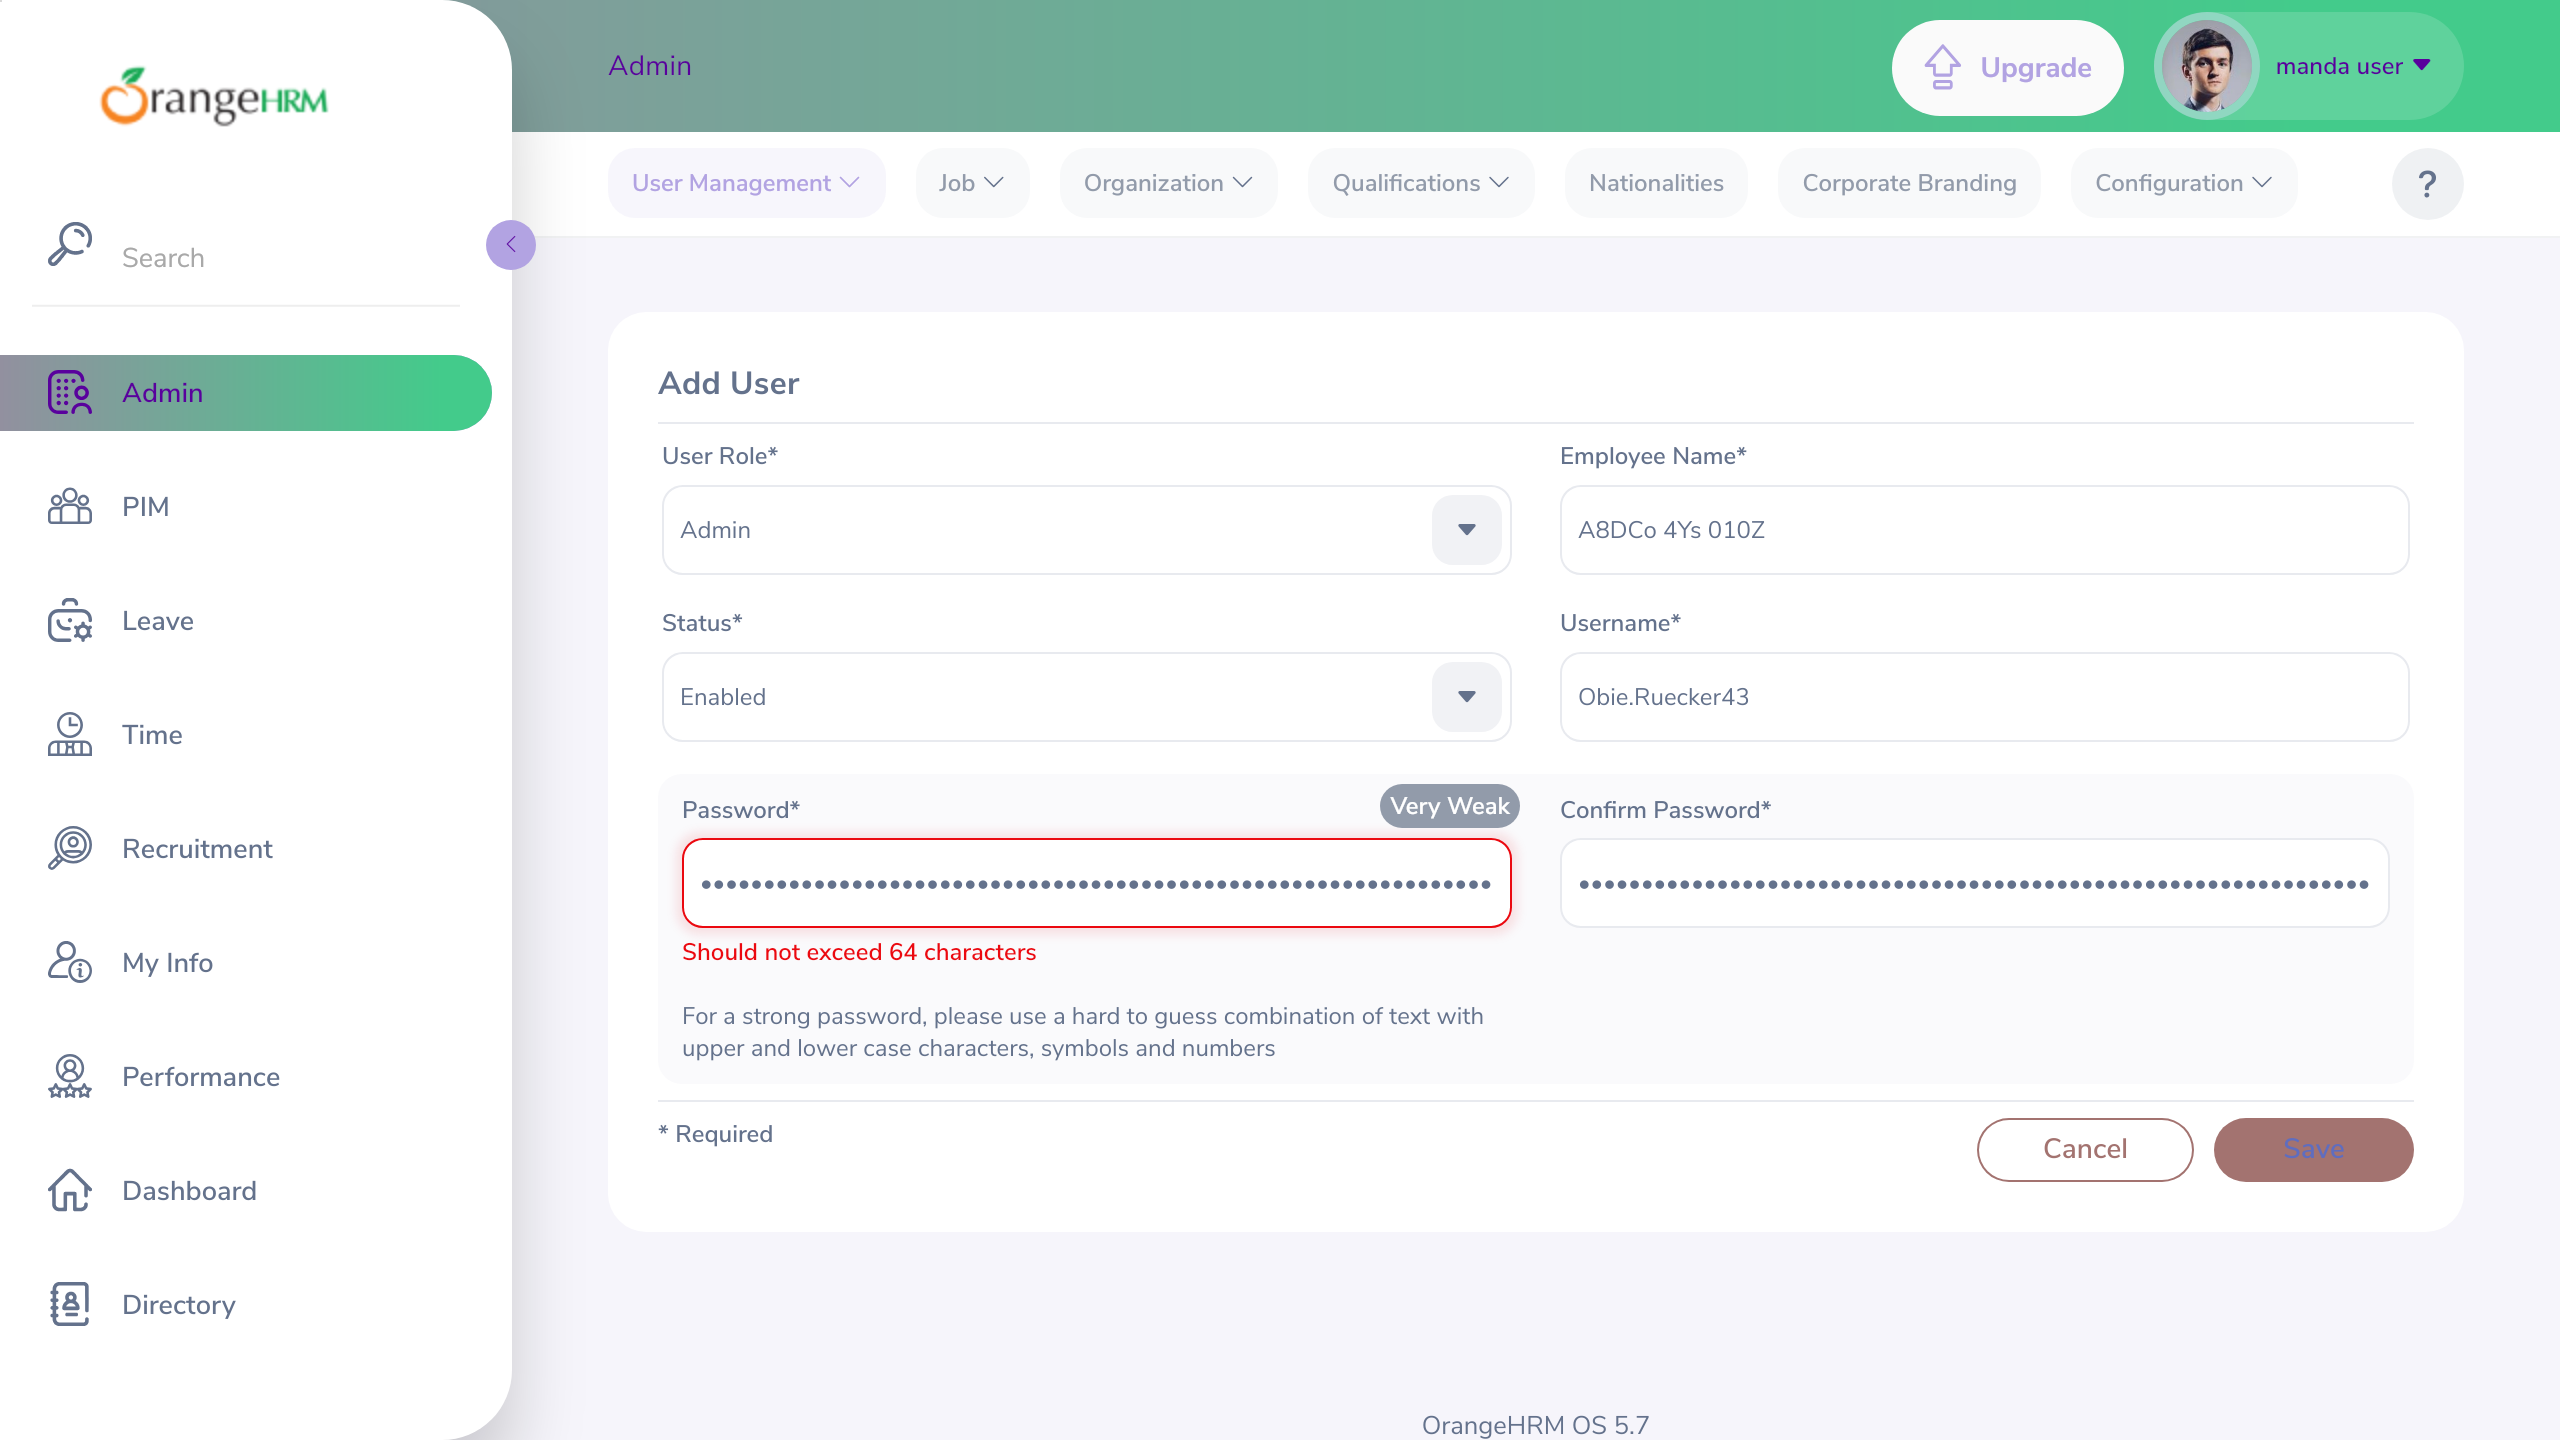 OrangeHRM
Search
Admin
PIM
Leave
Time
Recruitment
My Info
Performance
Dashboard
Directory
Admin
Upgrade
manda user
User Management
Job
Organization
Qualifications
Nationalities
Corporate Branding
Configuration
?
Add User
User Role*
Admin
Employee Name*
A8DCo 4Ys 010Z
Status*
Enabled
Username*
Obie.Ruecker43
Password*
Very Weak
Should not exceed 64 characters
For a strong password, please use a hard to guess combination of text with
upper and lower case characters, symbols and numbers
Confirm Password*
* Required
Cancel
Save
OrangeHRM OS 5.7